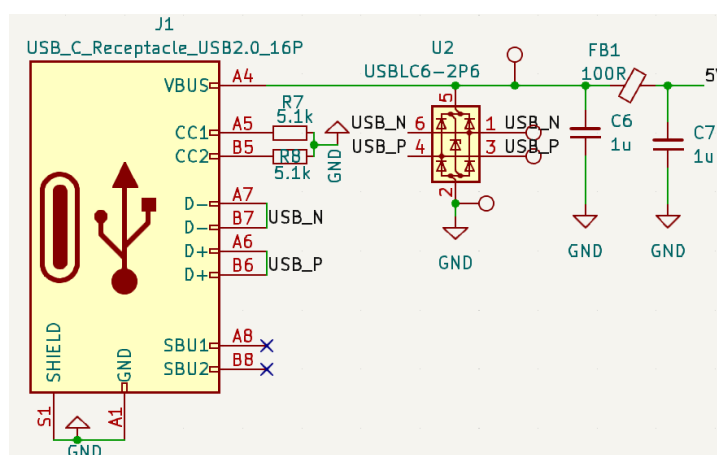 J1
USB_C_Receptacle_USB2.0_16P
VBUS A4
CC1 A5
CC2 B5
D- A7
D- B7
D+ A6
D+ B6
SBU1 A8
SBU2 B8
SHIELD
GND
S1
A1
GND
R7
5.1k
R8
5.1k
GND
USB_N
USB_P
U2
USBLC6-2P6
5
USB_N 6 1 USB_N
USB_P 4 3 USB_P
2
GND
FB1
100R
C6
1u
GND
C7
1u
GND